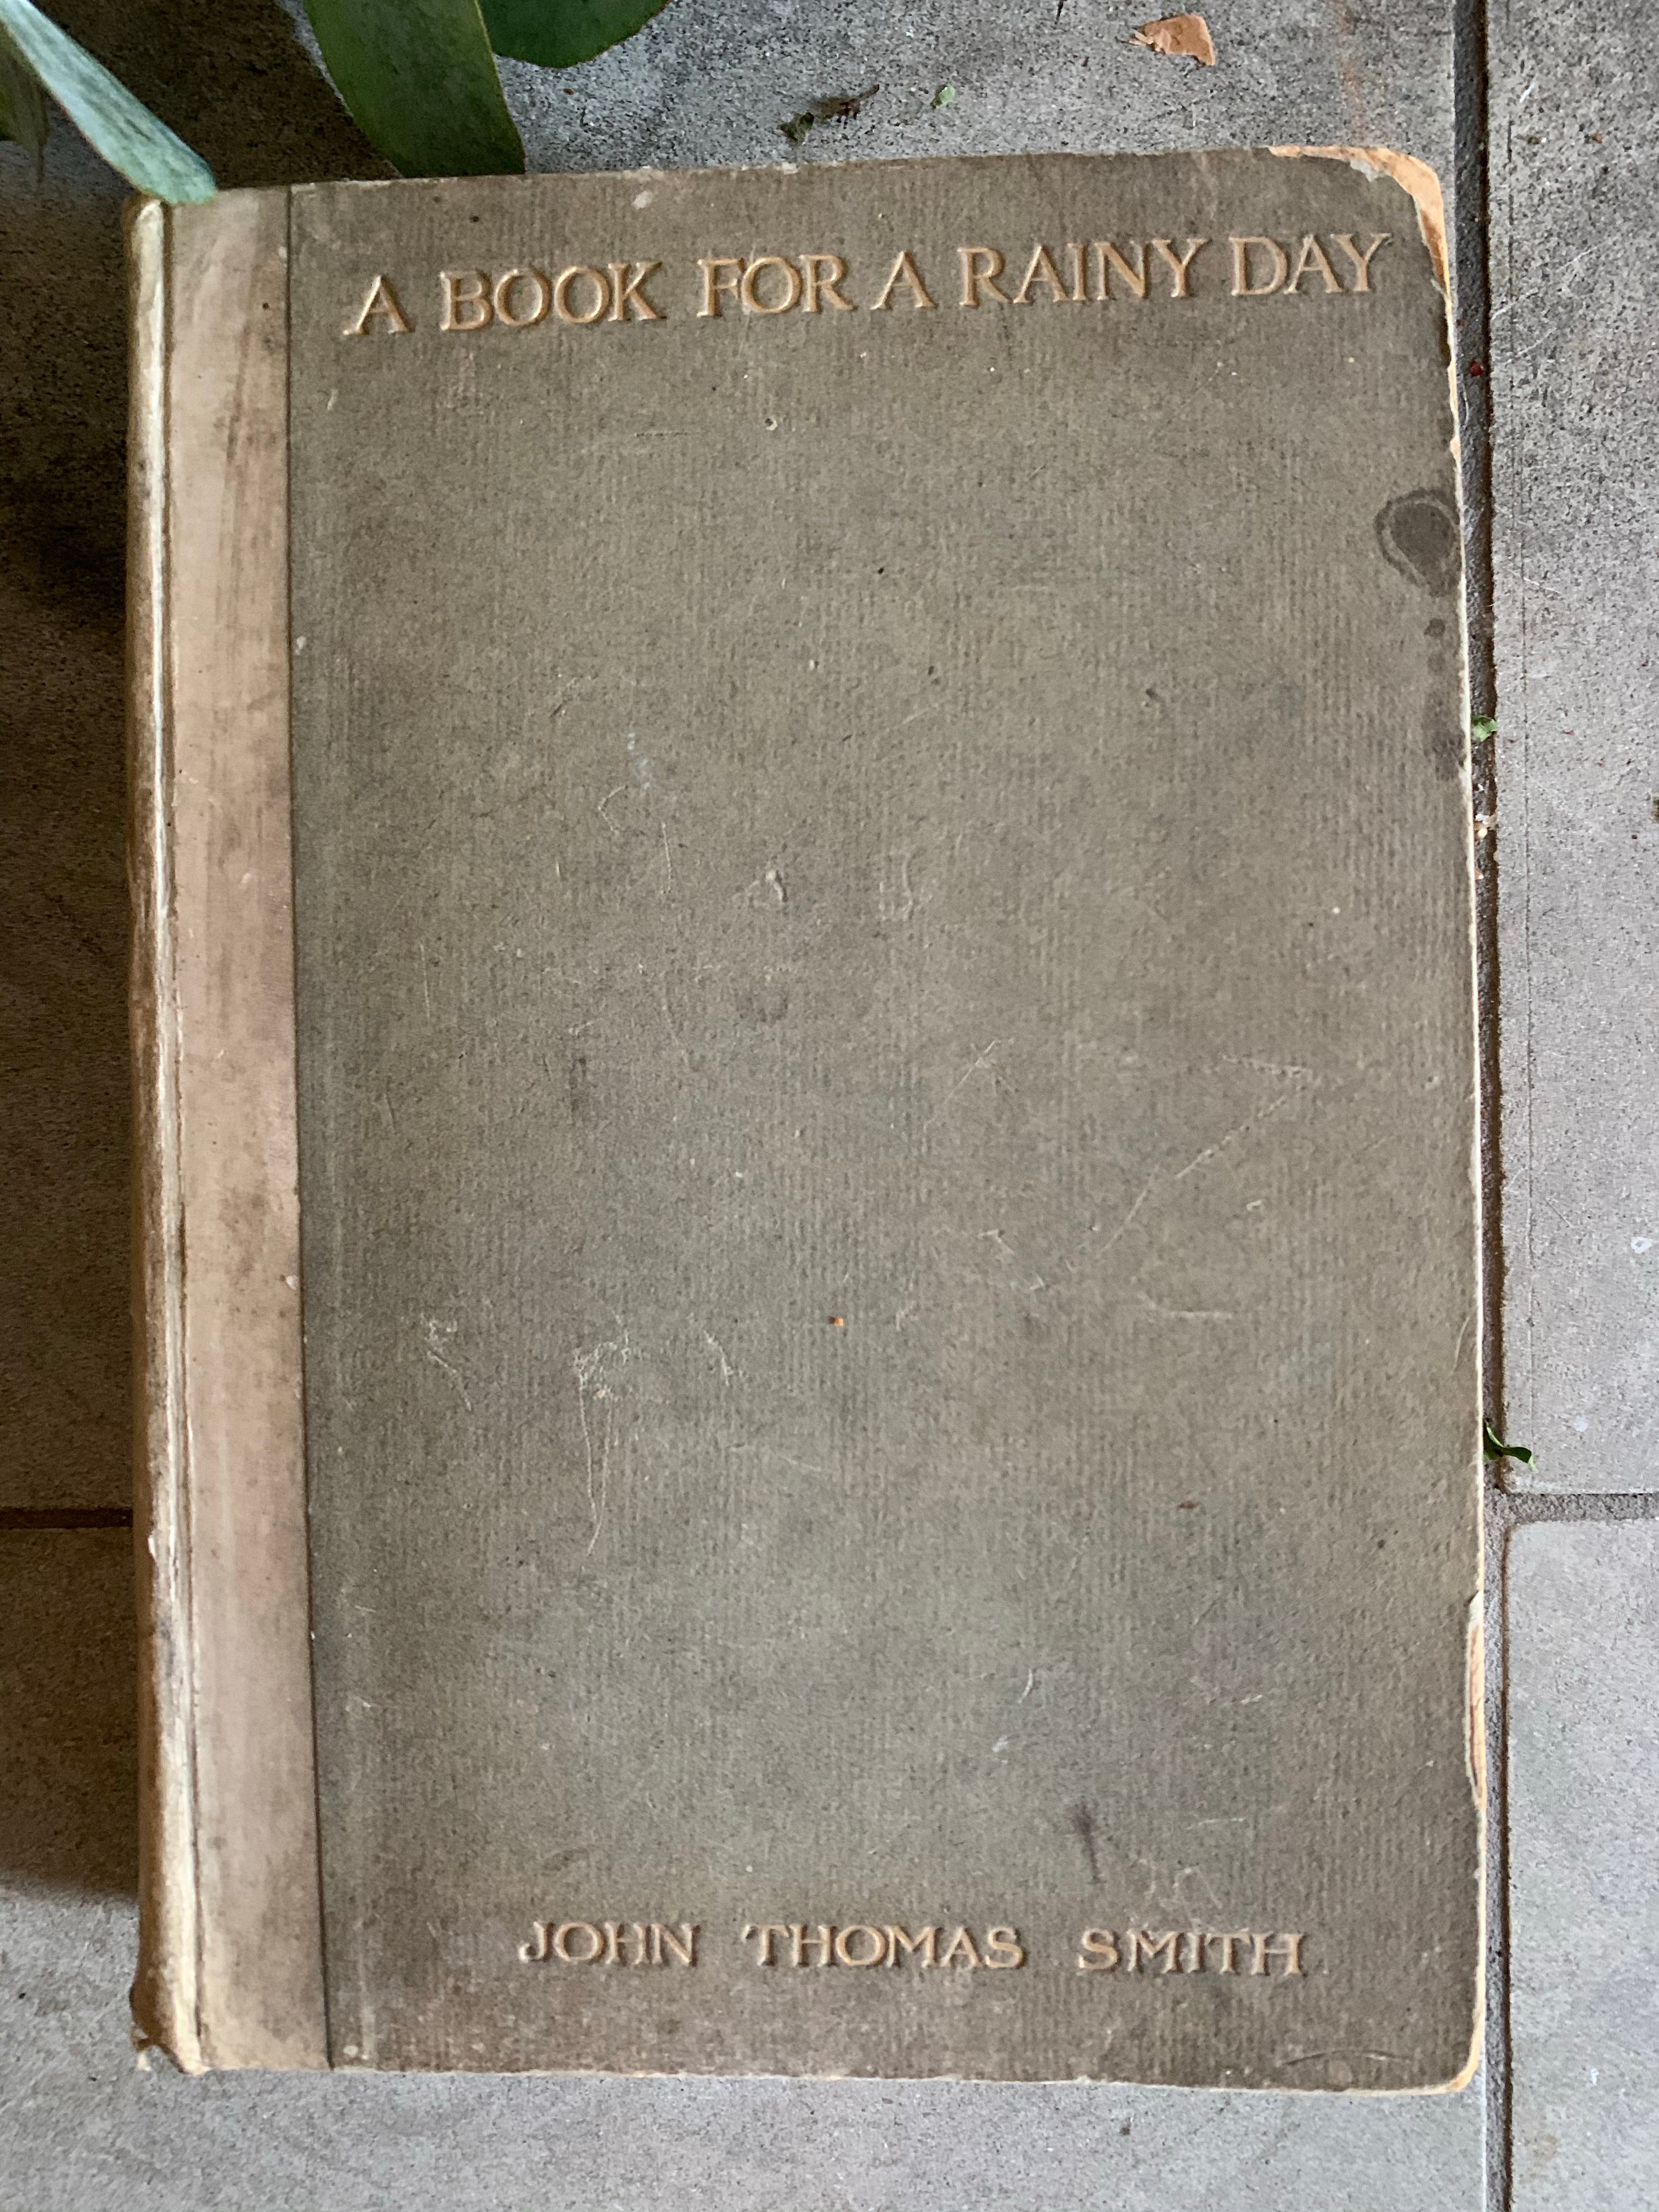 A BOOK FOR A RAINY DAY
JOHN THOMAS SMITH